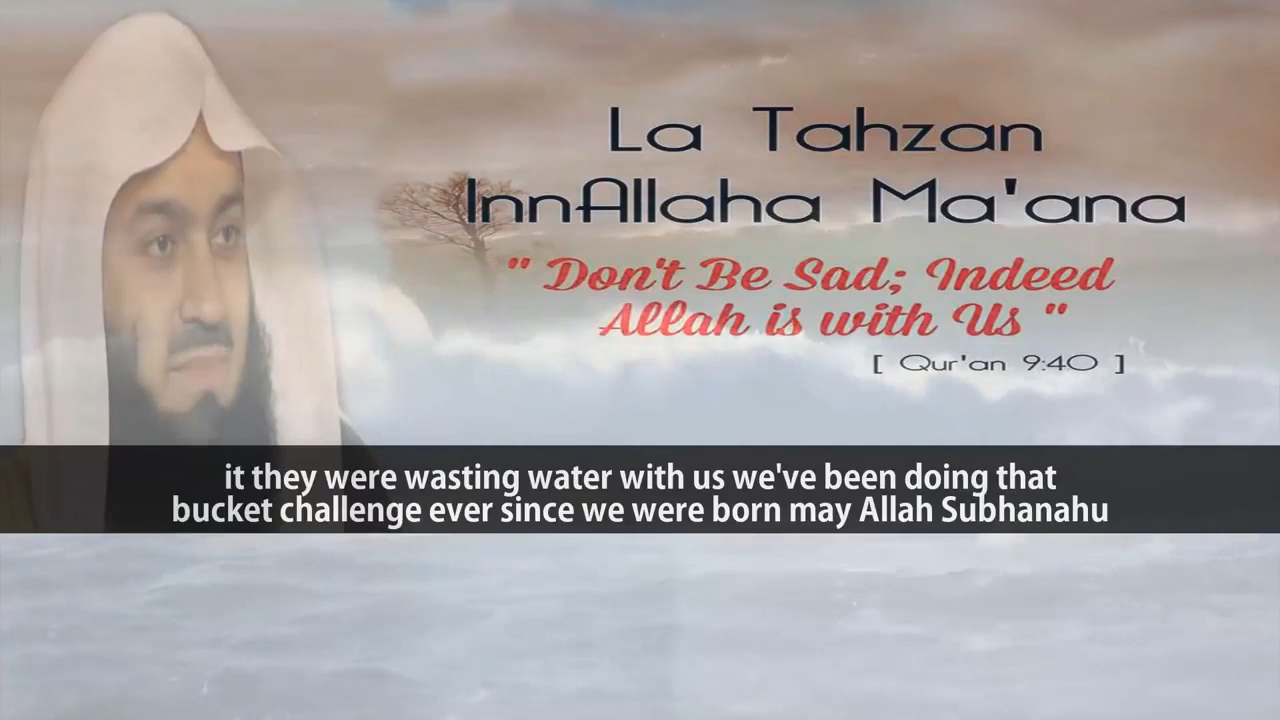 La Tahzan
InnAllaha Ma'ana
" Don't Be Sad; Indeed
Allah is with Us "
[ Qur'an 9:40 ]
it they were wasting water with us we've been doing that
bucket challenge ever since we were born may Allah Subhanahu